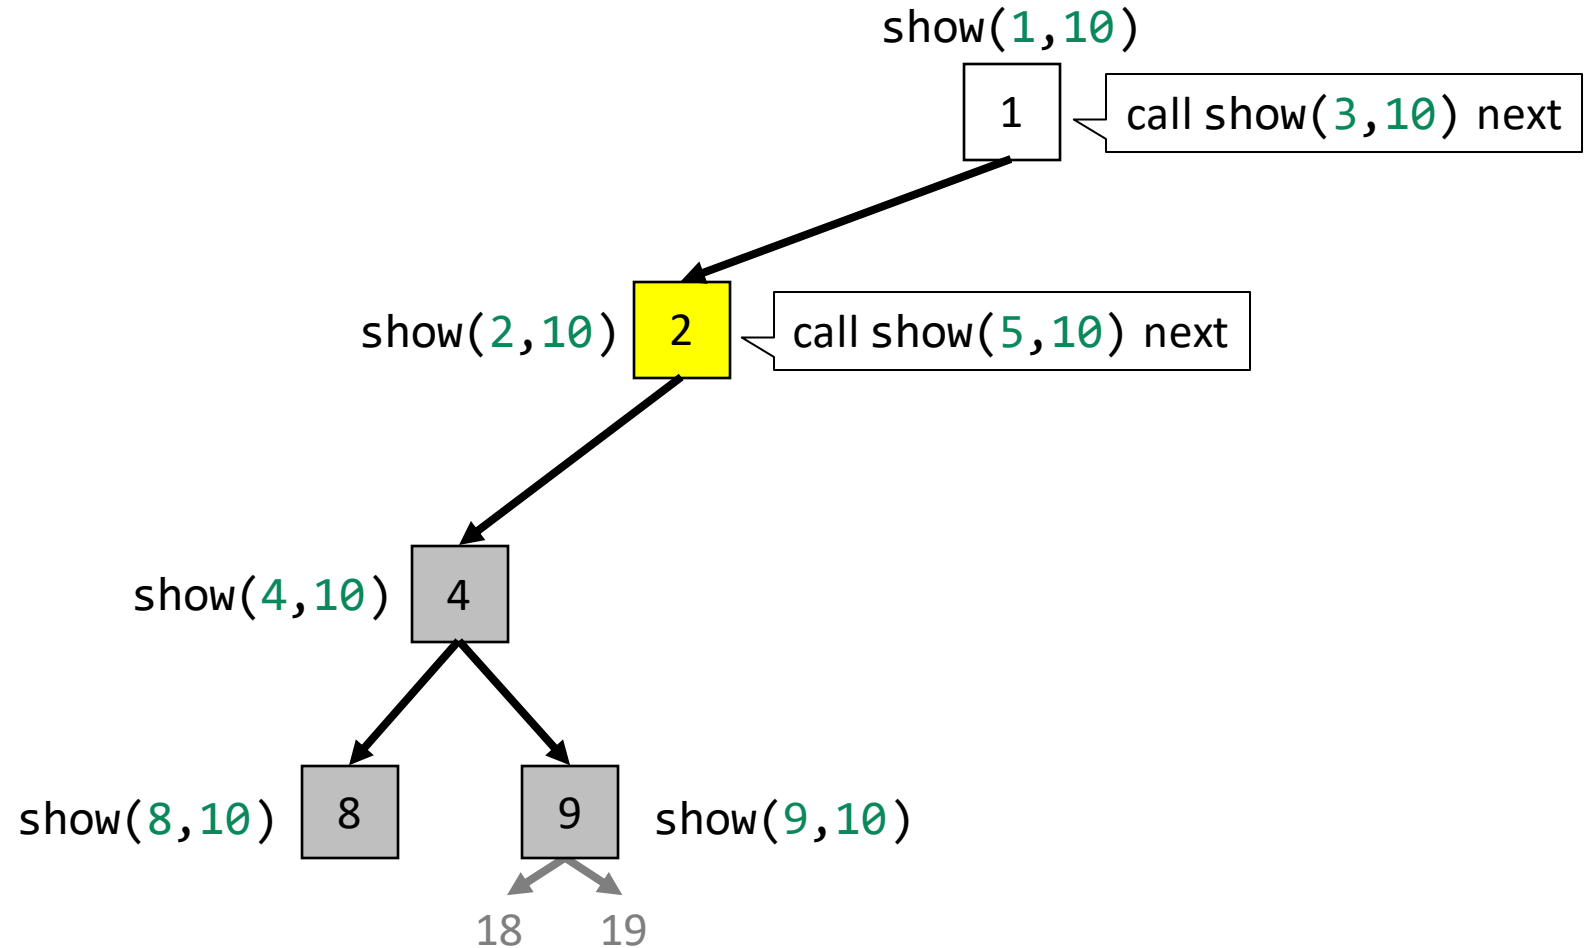 show(1,10)
1
call show(3,10) next
show(2,10)
2
call show(5,10) next
show(4,10)
4
show(8,10)
8
9
show(9,10)
18
19